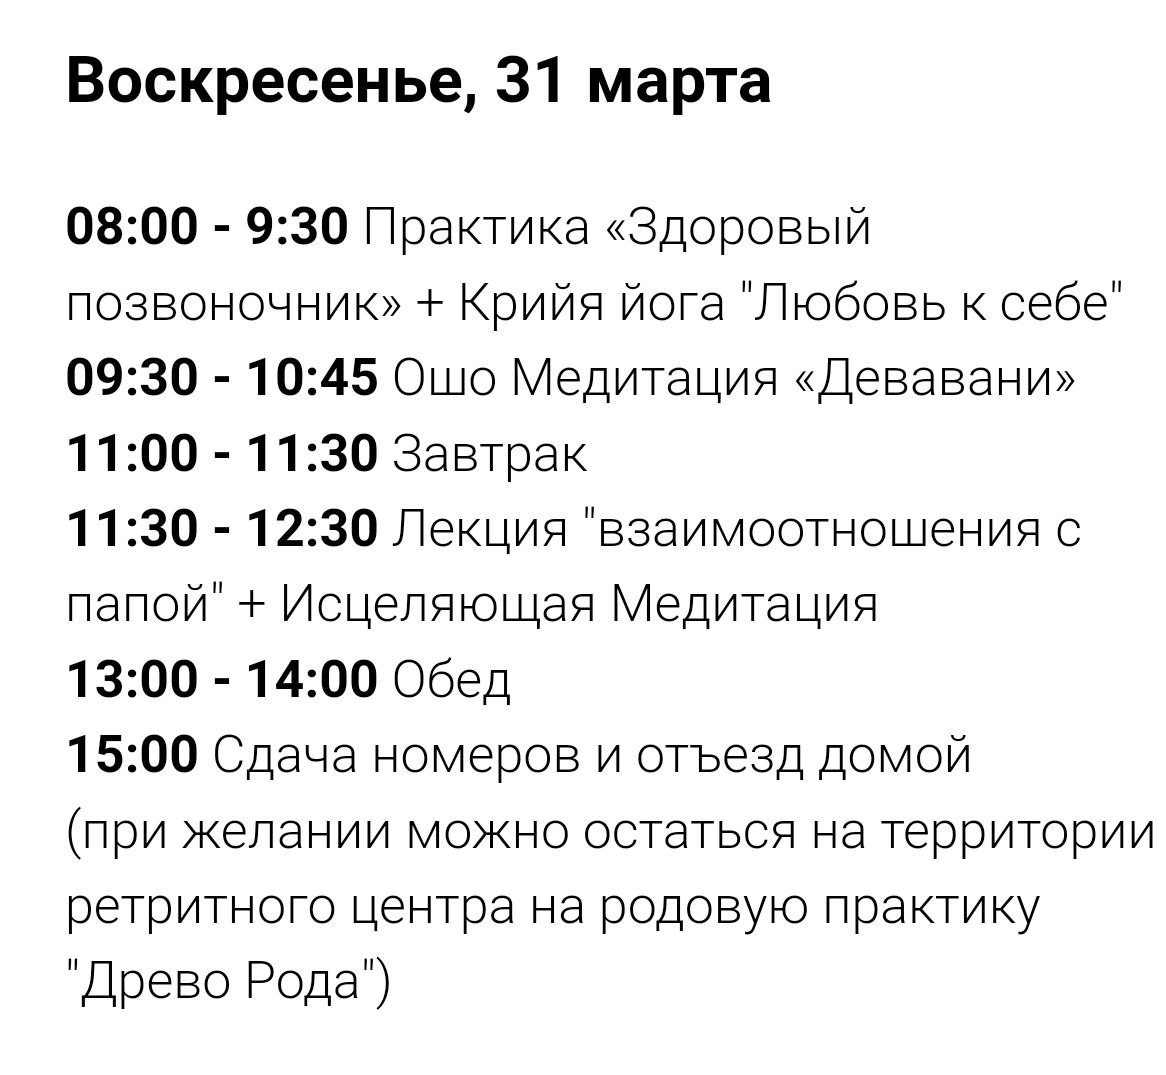 Воскресенье, 31 марта
08:00 - 9:30 Практика «Здоровый
позвоночник» + Крийя йога "Любовь к себе"
09:30 - 10:45 Ошо Медитация «Девавани»
11:00 - 11:30 Завтрак
11:30 - 12:30 Лекция "взаимоотношения с
папой" + Исцеляющая Медитация
13:00 - 14:00 Обед
15:00 Сдача номеров и отъезд домой
(при желании можно остаться на территории
ретритного центра на родовую практику
"Древо Рода")